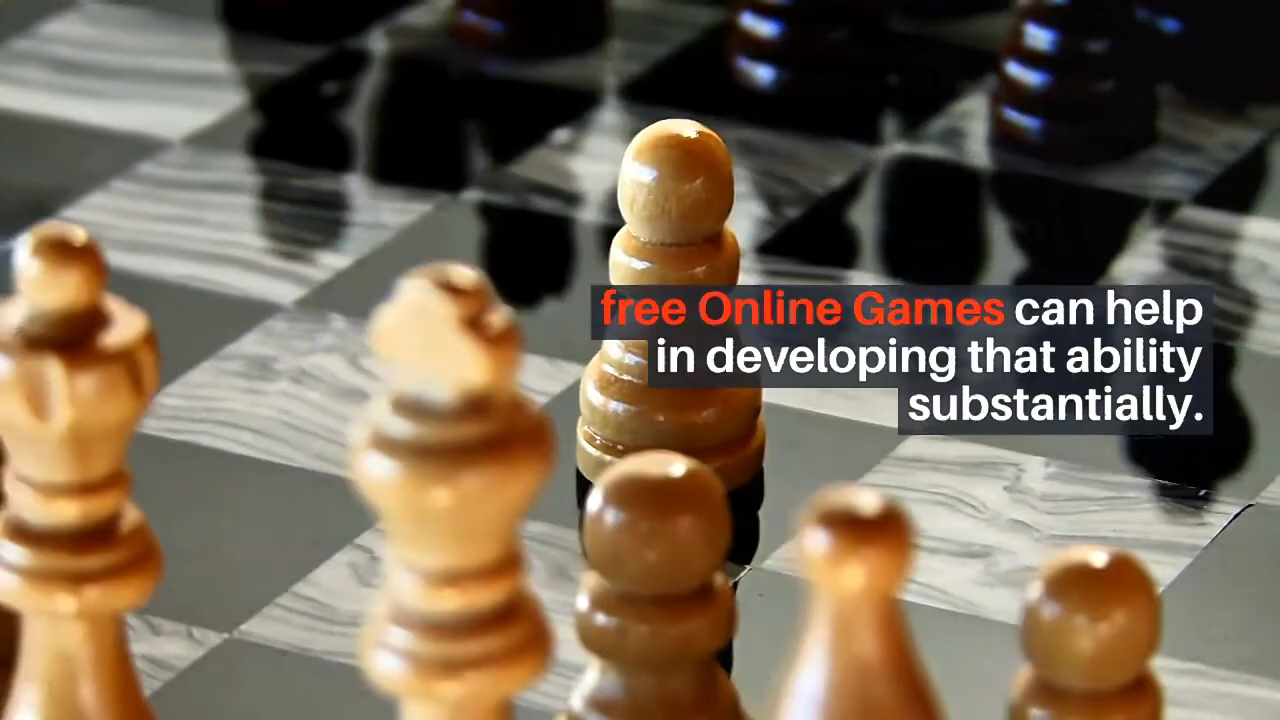 free Online Games can help
in developing that ability
substantially.